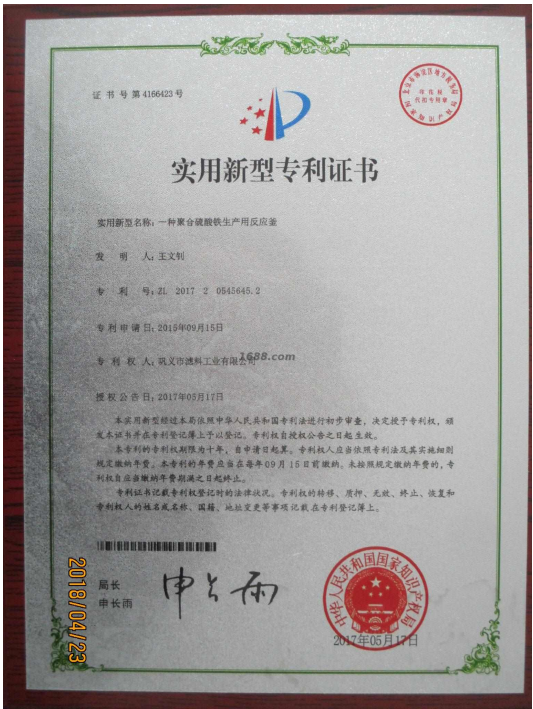 证书号第4166423号
实用新型专利证书
实用新型名称：一种聚合硫酸铁生产用反应釜
发 明 人：王文钊
专 利 号：ZL 2017 2 0545645.2
专利申请日：2015年09月15日
专 利 权 人：巩义市滤料工业有限公司
1688.com
授权公告日：2017年05月17日
本实用新型经过本局依照中华人民共和国专利法进行初步审查，决定授予专利权，颁
发本证书并在专利登记簿上予以登记。专利权自授权公告之日起生效。
本专利的专利权期限为十年，自申请日起算。专利权人应当依照专利法及其实施细则
规定缴纳年费。本专利的年费应当在每年09月15日前缴纳。未按照规定缴纳年费的，专
利权自应当缴纳年费期满之日起终止。
专利证书记载专利权登记时的法律状况。专利权的转移、质押、无效、终止、恢复和
专利权人的姓名或名称、国籍、地址变更等事项记载在专利登记簿上。
局长
申长雨
申长雨
中华人民共和国国家知识产权局
2017年05月17日
2018/04/23